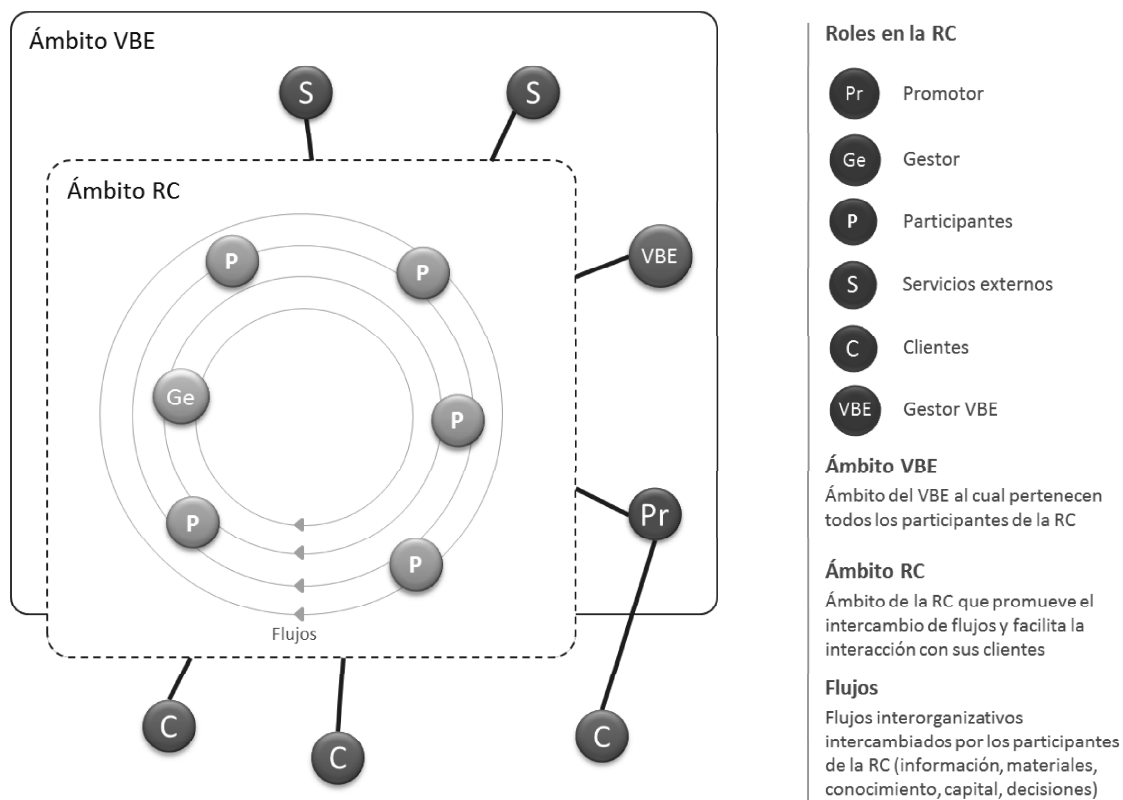 Ámbito VBE
S
S
Ámbito RC
P
P
VBE
Ge
P
P
Pr
P
Flujos
C
C
C
Roles en la RC
Pr Promotor
Ge Gestor
P Participantes
S Servicios externos
C Clientes
VBE Gestor VBE
Ámbito VBE
Ámbito del VBE al cual pertenecen
todos los participantes de la RC
Ámbito RC
Ámbito de la RC que promueve el
intercambio de flujos y facilita la
interacción con sus clientes
Flujos
Flujos interorganizativos
intercambiados por los participantes
de la RC (información, materiales,
conocimiento, capital, decisiones)